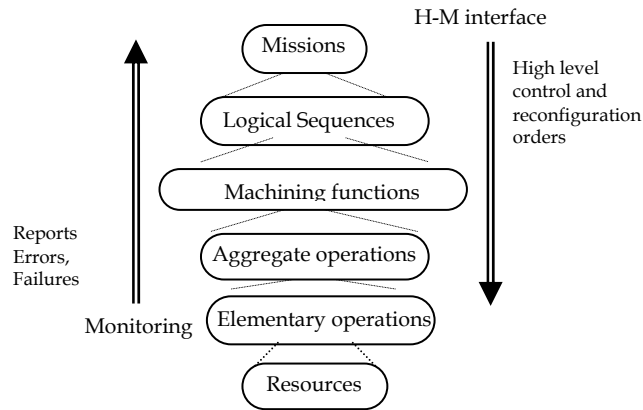 H-M interface
Missions
High level
control and
reconfiguration
orders
Logical Sequences
Machining functions
Reports
Errors,
Failures
Aggregate operations
Monitoring
Elementary operations
Resources